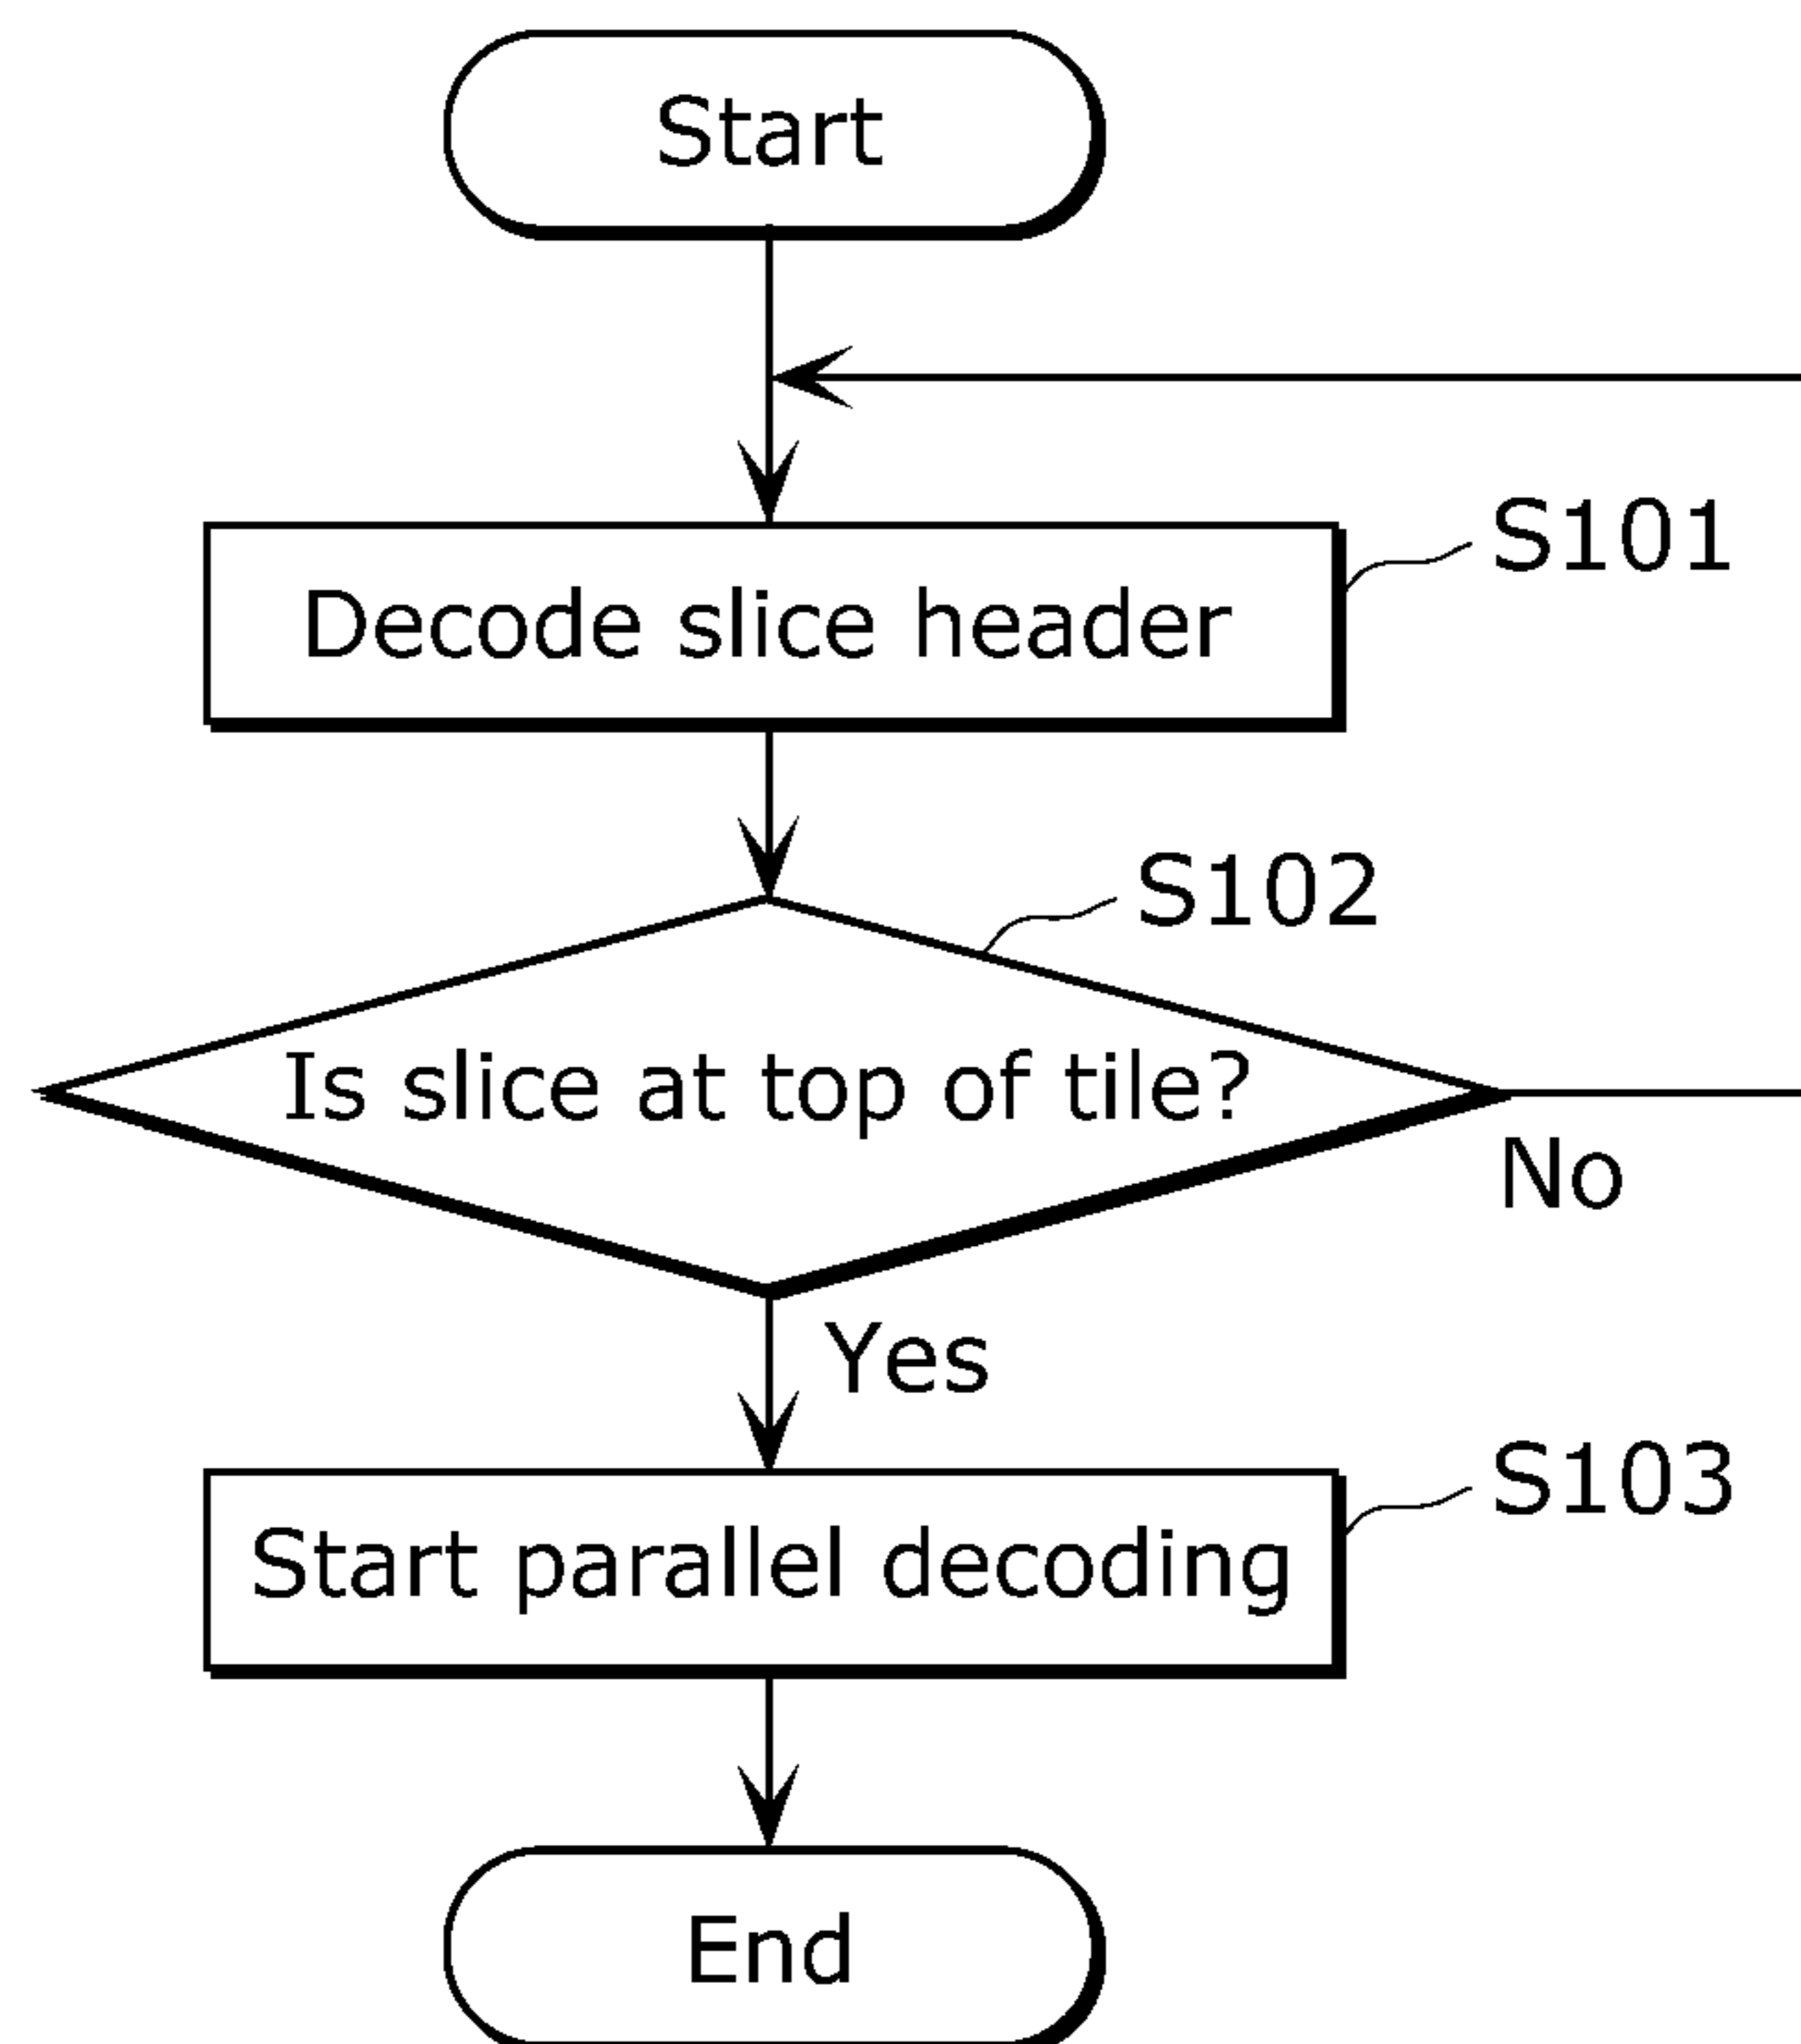 Start
S101
Decode slice header
S102
Is slice at top of tile?
No
Yes
S103
Start parallel decoding
End